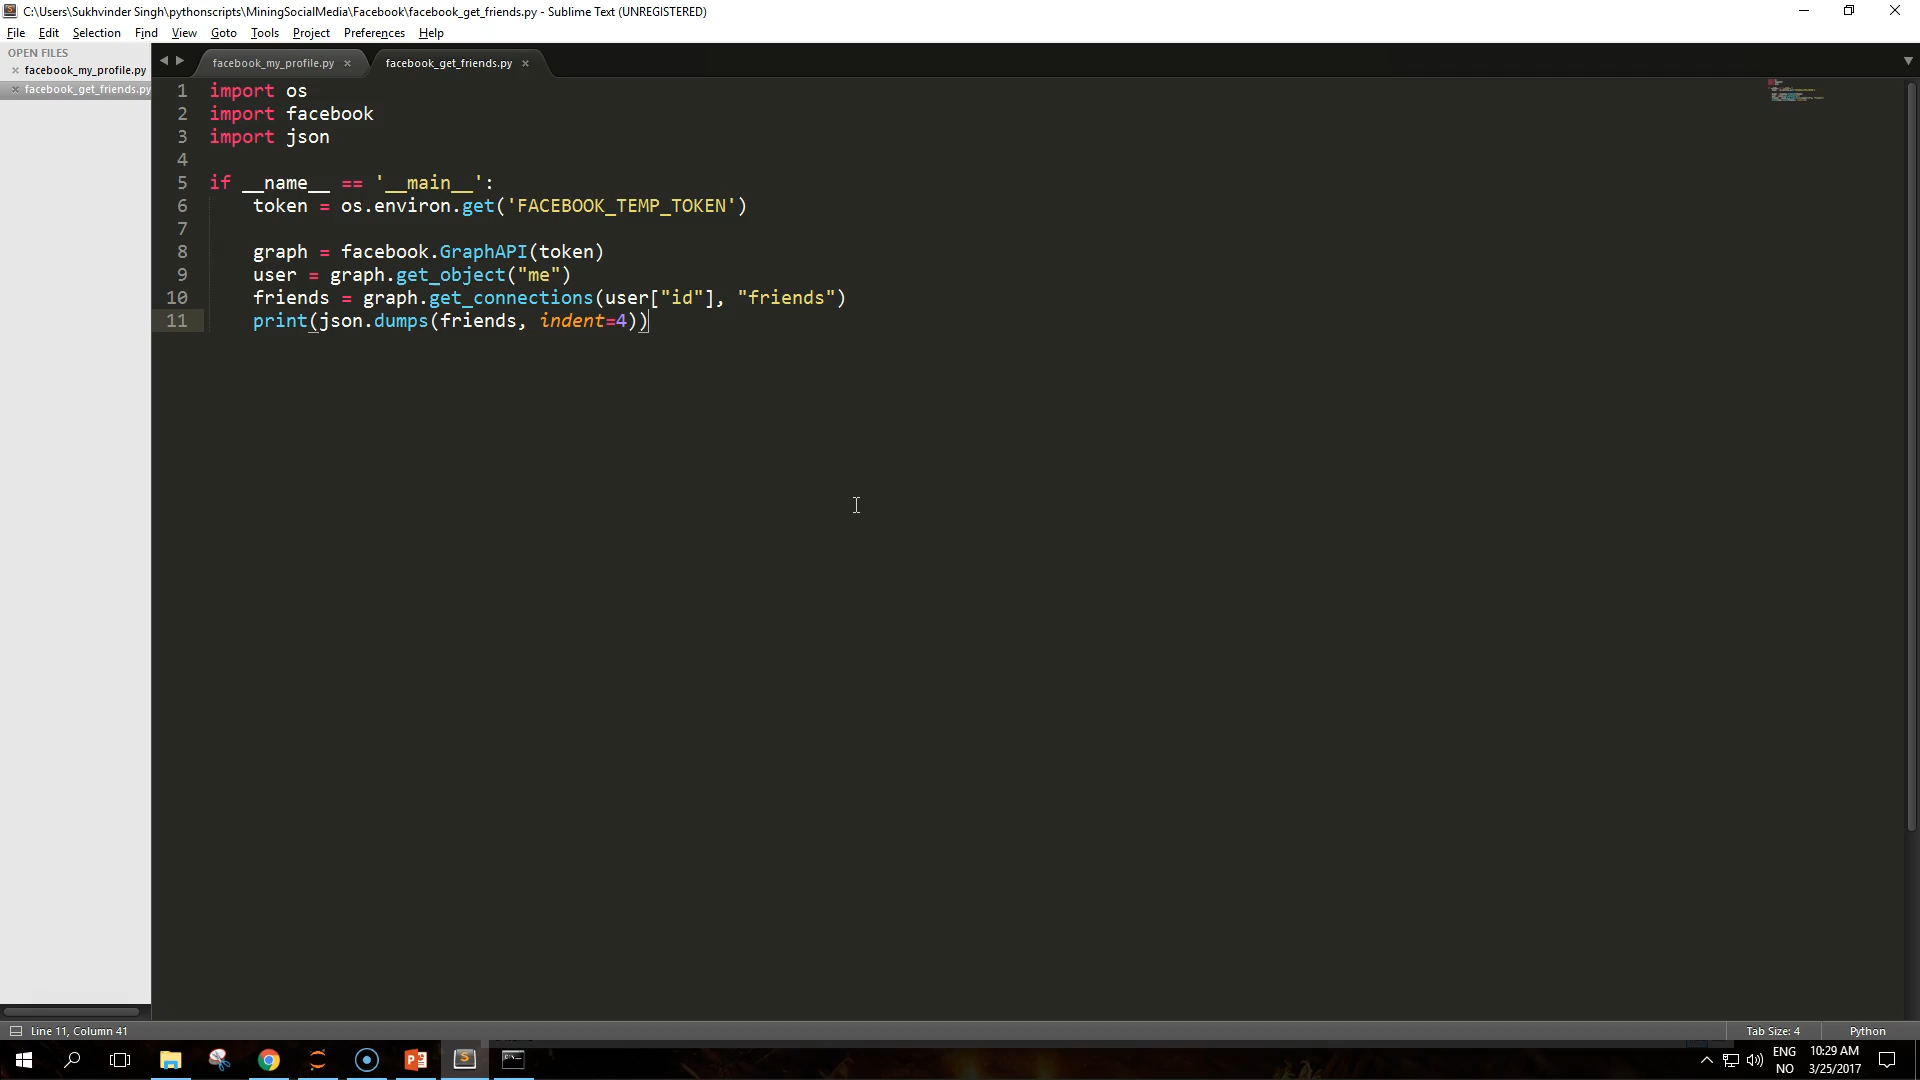 C:\Users\Sukhvinder Singh\pythonscripts\MiningSocialMedia\Facebook\facebook_get_friends.py - Sublime Text (UNREGISTERED)
File Edit Selection Find View Goto Tools Project Preferences Help
OPEN FILES
facebook_my_profile.py
facebook_get_friends.py
facebook_my_profile.py facebook_get_friends.py
1 import os
2 import facebook
3 import json
4
5 if __name__ == '__main__':
6 token = os.environ.get('FACEBOOK_TEMP_TOKEN')
7
8 graph = facebook.GraphAPI(token)
9 user = graph.get_object("me")
10 friends = graph.get_connections(user["id"], "friends")
11 print(json.dumps(friends, indent=4))
Line 11, Column 41 Tab Size: 4 Python
ENG 10:29 AM
NO 3/25/2017